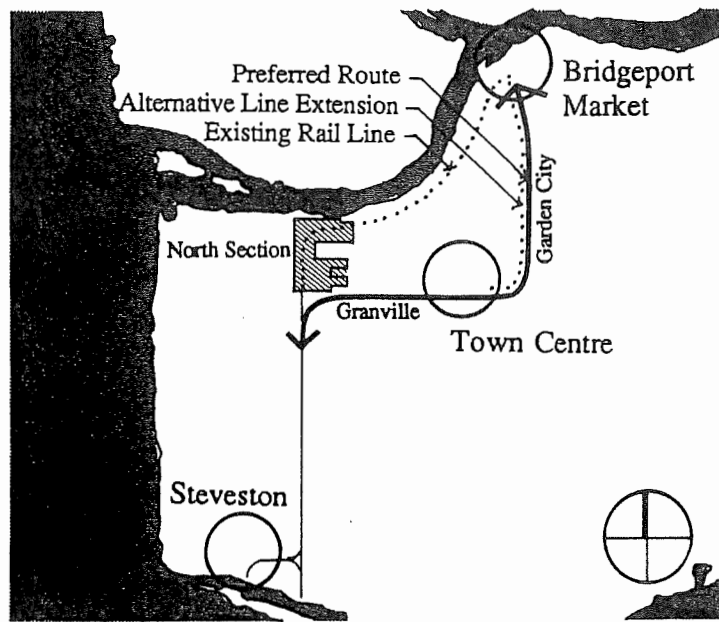 Preferred Route
Alternative Line Extension
Existing Rail Line
Bridgeport
Market
Garden City
North Section
Granville
Town Centre
Steveston